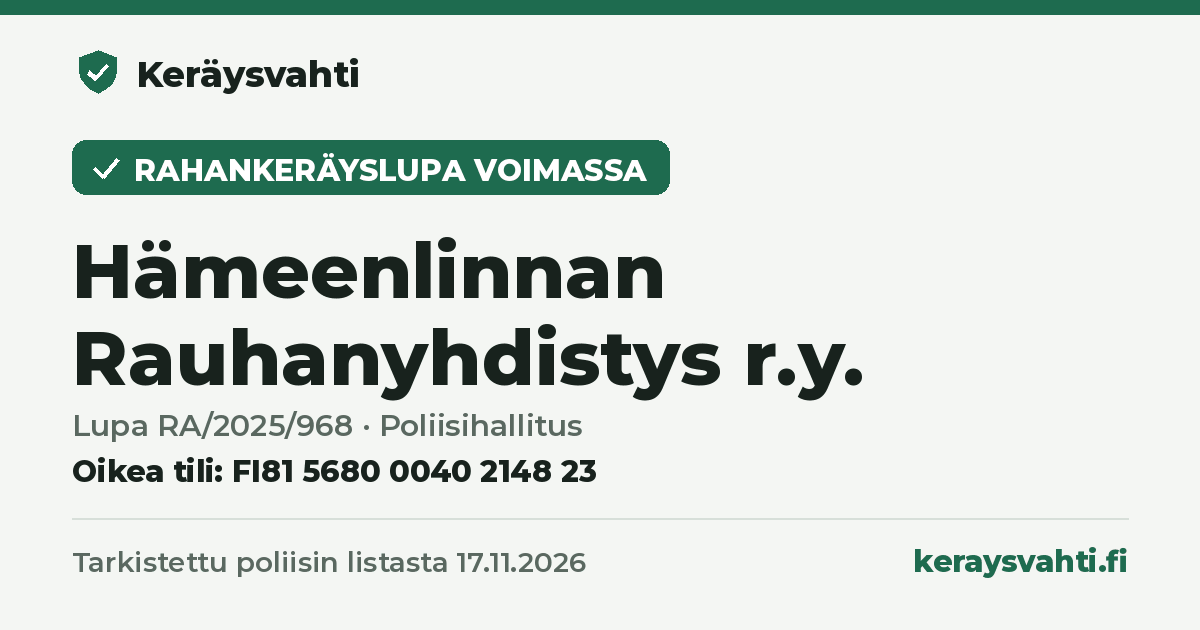 Keräysvahti
RAHANKERÄYSLUPA VOIMASSA
Hämeenlinnan
Rauhanyhdistys r.y.
Lupa RA/2025/968 · Poliisihallitus
Oikea tili: FI81 5680 0040 2148 23
Tarkistettu poliisin listasta 17.11.2026
keraysvahti.fi